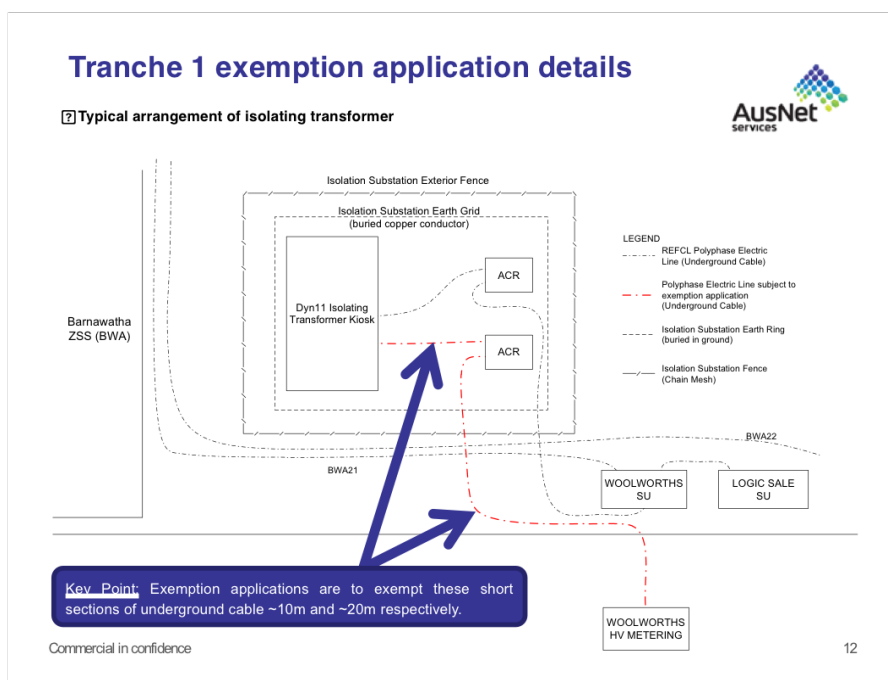 Tranche 1 exemption application details
AusNet
services
Typical arrangement of isolating transformer
Isolation Substation Exterior Fence
Isolation Substation Earth Grid
(buried copper conductor)
Dyn11 Isolating
Transformer Kiosk
ACR
ACR
Barnawatha
ZSS (BWA)
LEGEND
REFCL Polyphase Electric
Line (Underground Cable)
Polyphase Electric Line subject to
exemption application
(Underground Cable)
Isolation Substation Earth Ring
(buried in ground)
Isolation Substation Fence
(Chain Mesh)
BWA22
BWA21
WOOLWORTHS
SU
LOGIC SALE
SU
Key Point: Exemption applications are to exempt these short
sections of underground cable ~10m and ~20m respectively.
WOOLWORTHS
HV METERING
Commercial in confidence
12